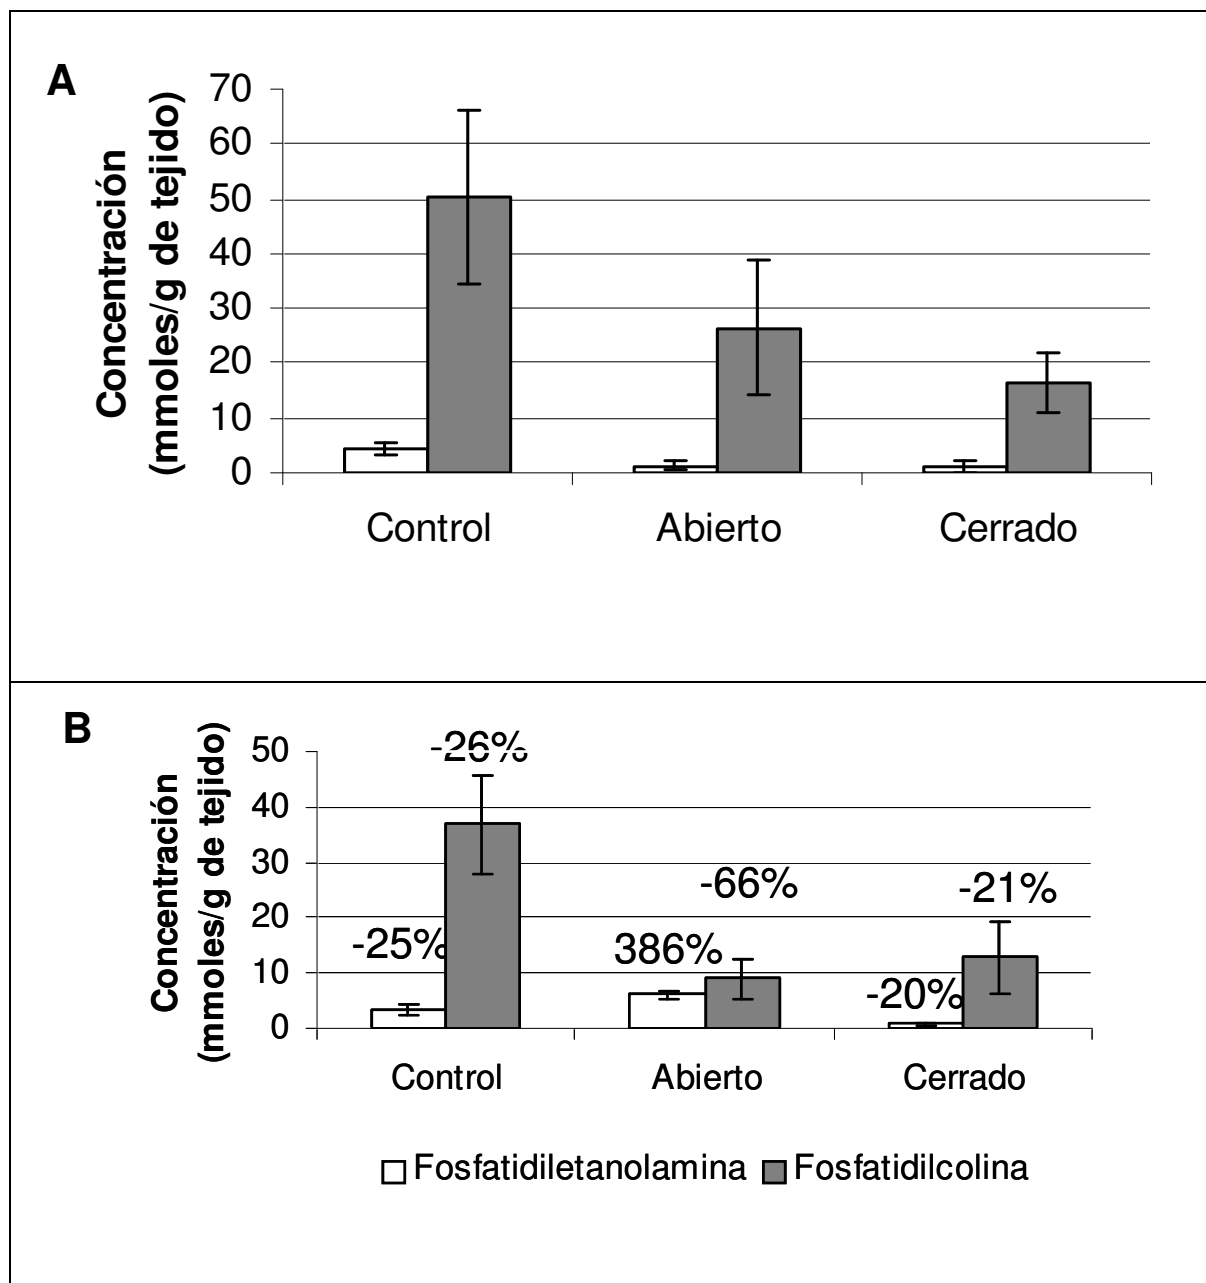 A
Concentración
(mmoles/g de tejido)
70
60
50
40
30
20
10
0
Control Abierto Cerrado
B
Concentración
(mmoles/g de tejido)
50
40
30
20
10
0
-26%
-66%
-21%
-25%
386%
-20%
Control Abierto Cerrado
Fosfatidiletanolamina Fosfatidilcolina